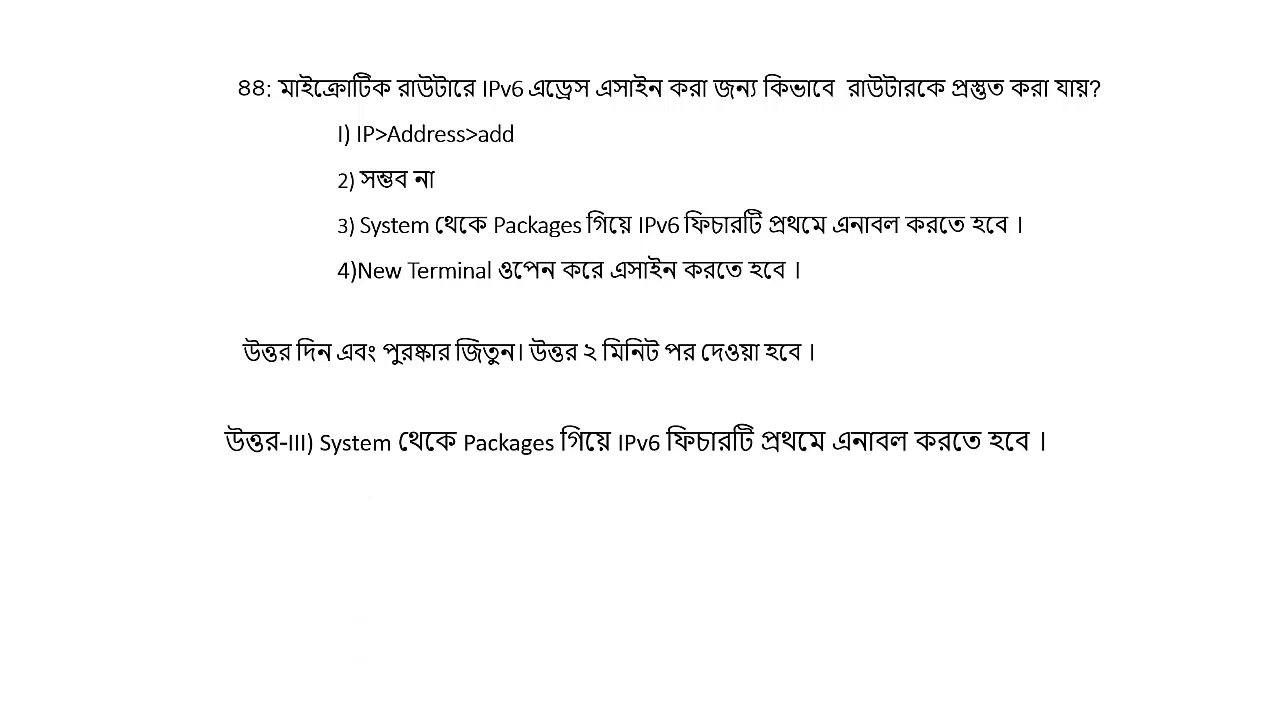 ৪৪: মাইক্রোটিক রাউটারে IPv6 এড্রেস এসাইন করা জন্য কিভাবে রাউটারকে প্রস্তুত করা যায়?
I) IP>Address>add
2) সম্ভব না
3) System থেকে Packages গিয়ে IPv6 ফিচারটি প্রথমে এনাবল করতে হবে ।
4)New Terminal ওপেন করে এসাইন করতে হবে ।
উত্তর দিন এবং পুরষ্কার জিতুন। উত্তর ২ মিনিট পর দেওয়া হবে ।
উত্তর-III) System থেকে Packages গিয়ে IPv6 ফিচারটি প্রথমে এনাবল করতে হবে ।